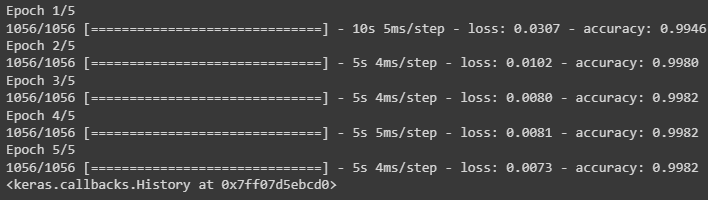 Epoch 1/5
1056/1056 [==============================] - 10s 5ms/step - loss: 0.0307 - accuracy: 0.9946
Epoch 2/5
1056/1056 [==============================] - 5s 4ms/step - loss: 0.0102 - accuracy: 0.9980
Epoch 3/5
1056/1056 [==============================] - 5s 4ms/step - loss: 0.0080 - accuracy: 0.9982
Epoch 4/5
1056/1056 [==============================] - 5s 5ms/step - loss: 0.0081 - accuracy: 0.9982
Epoch 5/5
1056/1056 [==============================] - 5s 4ms/step - loss: 0.0073 - accuracy: 0.9982
<keras.callbacks.History at 0x7ff07d5ebcd0>